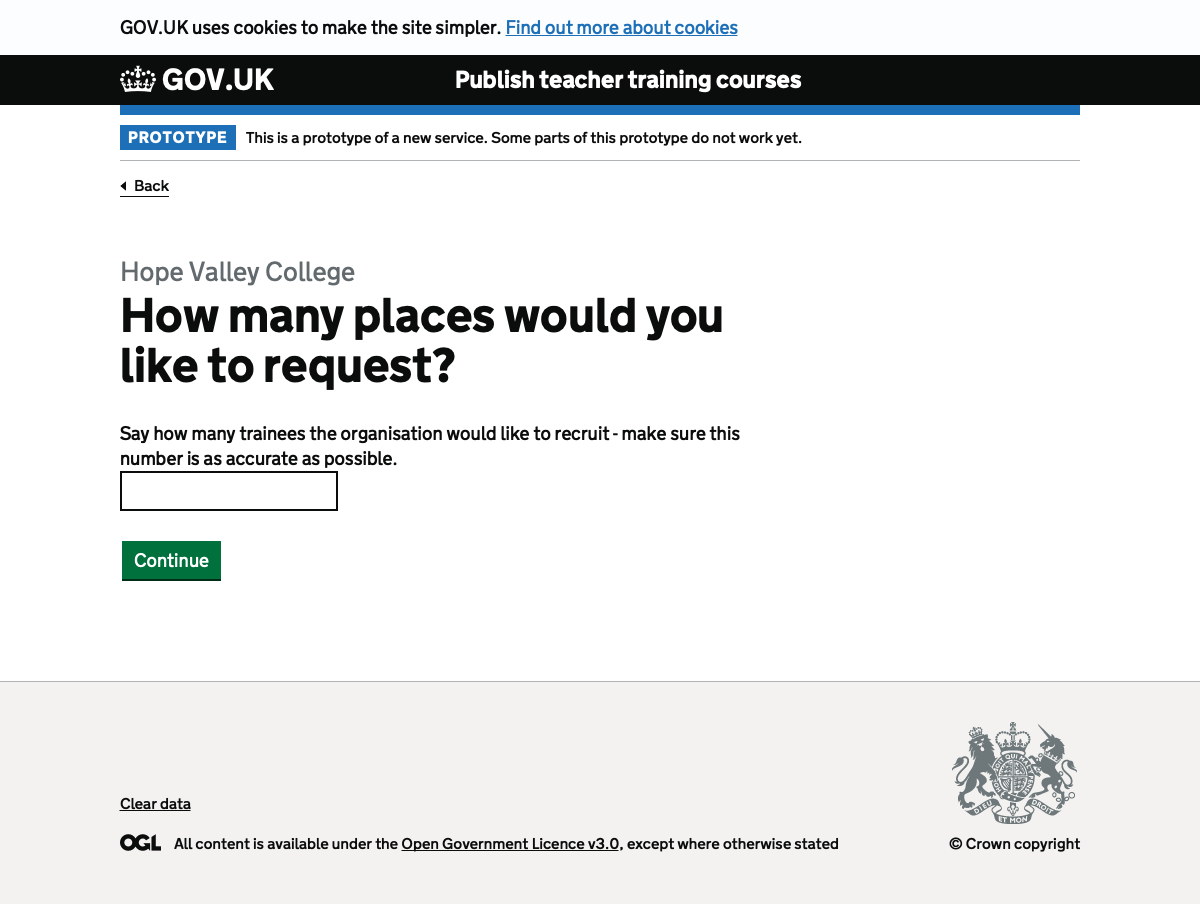 GOV.UK uses cookies to make the site simpler. Find out more about cookies
GOV.UK Publish teacher training courses
PROTOTYPE This is a prototype of a new service. Some parts of this prototype do not work yet.
Back
Hope Valley College
How many places would you
like to request?
Say how many trainees the organisation would like to recruit - make sure this
number is as accurate as possible.
Continue
Clear data
DIEU ET MON DROIT
OGL All content is available under the Open Government Licence v3.0, except where otherwise stated
© Crown copyright